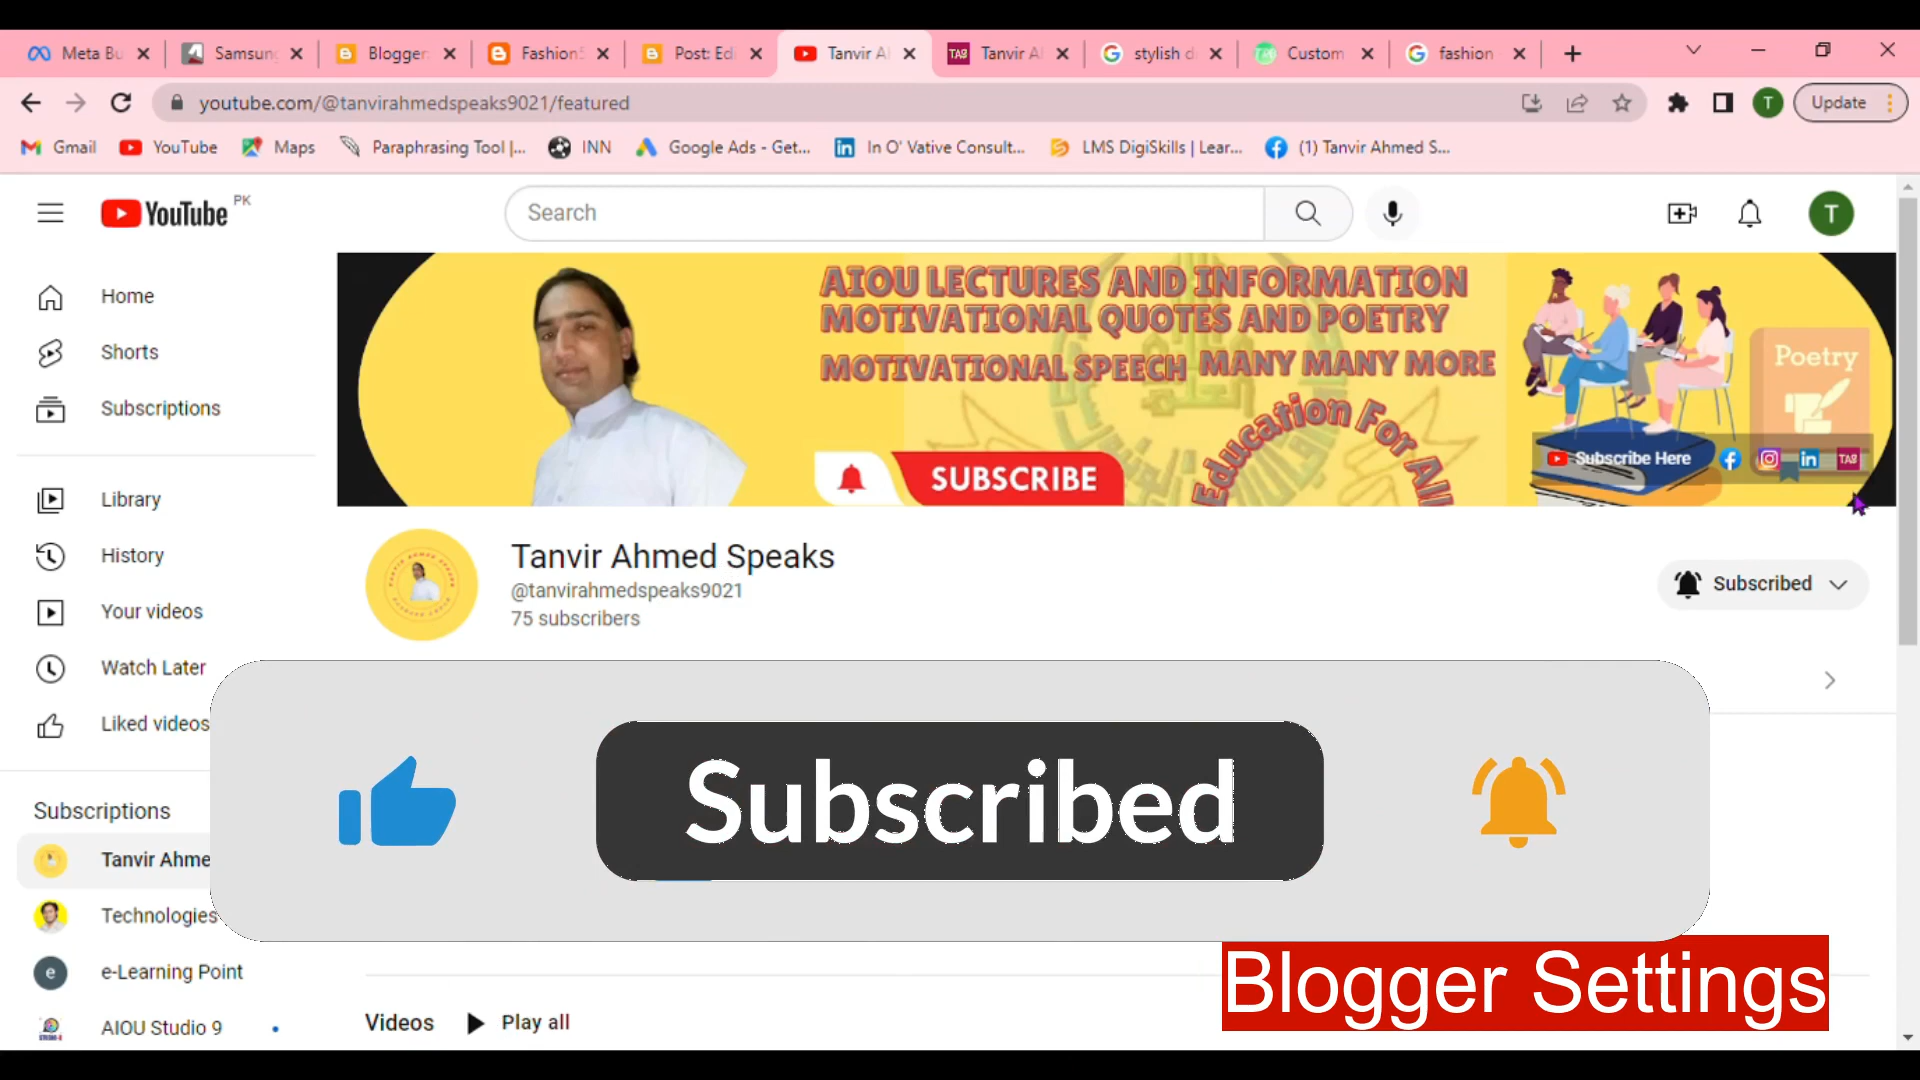 Meta Bu
Samsun
Blogger
Fashion
Post: Edi
Tanvir A
TAS
Tanvir A
stylish d
Custom
fashion
youtube.com/@tanvirahmedspeaks9021/featured
T
Update
Gmail
YouTube
Maps
Paraphrasing Tool |...
INN
Google Ads - Get...
In O' Vative Consult...
LMS DigiSkills | Lear...
(1) Tanvir Ahmed S...
YouTube PK
Search
T
Home
Shorts
Subscriptions
Library
History
Your videos
Watch Later
Liked videos
Subscriptions
Tanvir Ahme
Technologies
e e-Learning Point
AIOU Studio 9
AIOU LECTURES AND INFORMATION
MOTIVATIONAL QUOTES AND POETRY
MOTIVATIONAL SPEECH MANY MANY MORE
Education For All
SUBSCRIBE
Poetry
Subscribe Here
TAS
Tanvir Ahmed Speaks
@tanvirahmedspeaks9021
75 subscribers
Subscribed
Subscribed
Videos
Play all
Blogger Settings